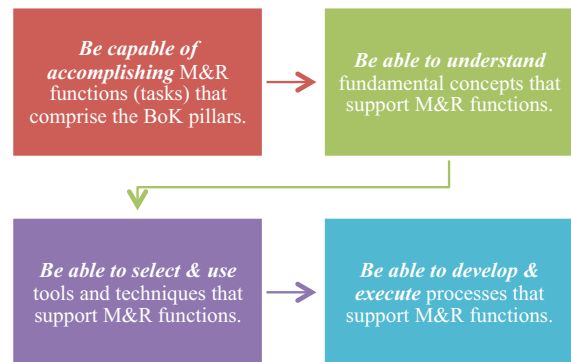 Be capable of
accomplishing M&R
functions (tasks) that
comprise the BoK pillars.
Be able to understand
fundamental concepts that
support M&R functions.
Be able to select & use
tools and techniques that
support M&R functions.
Be able to develop &
execute processes that
support M&R functions.